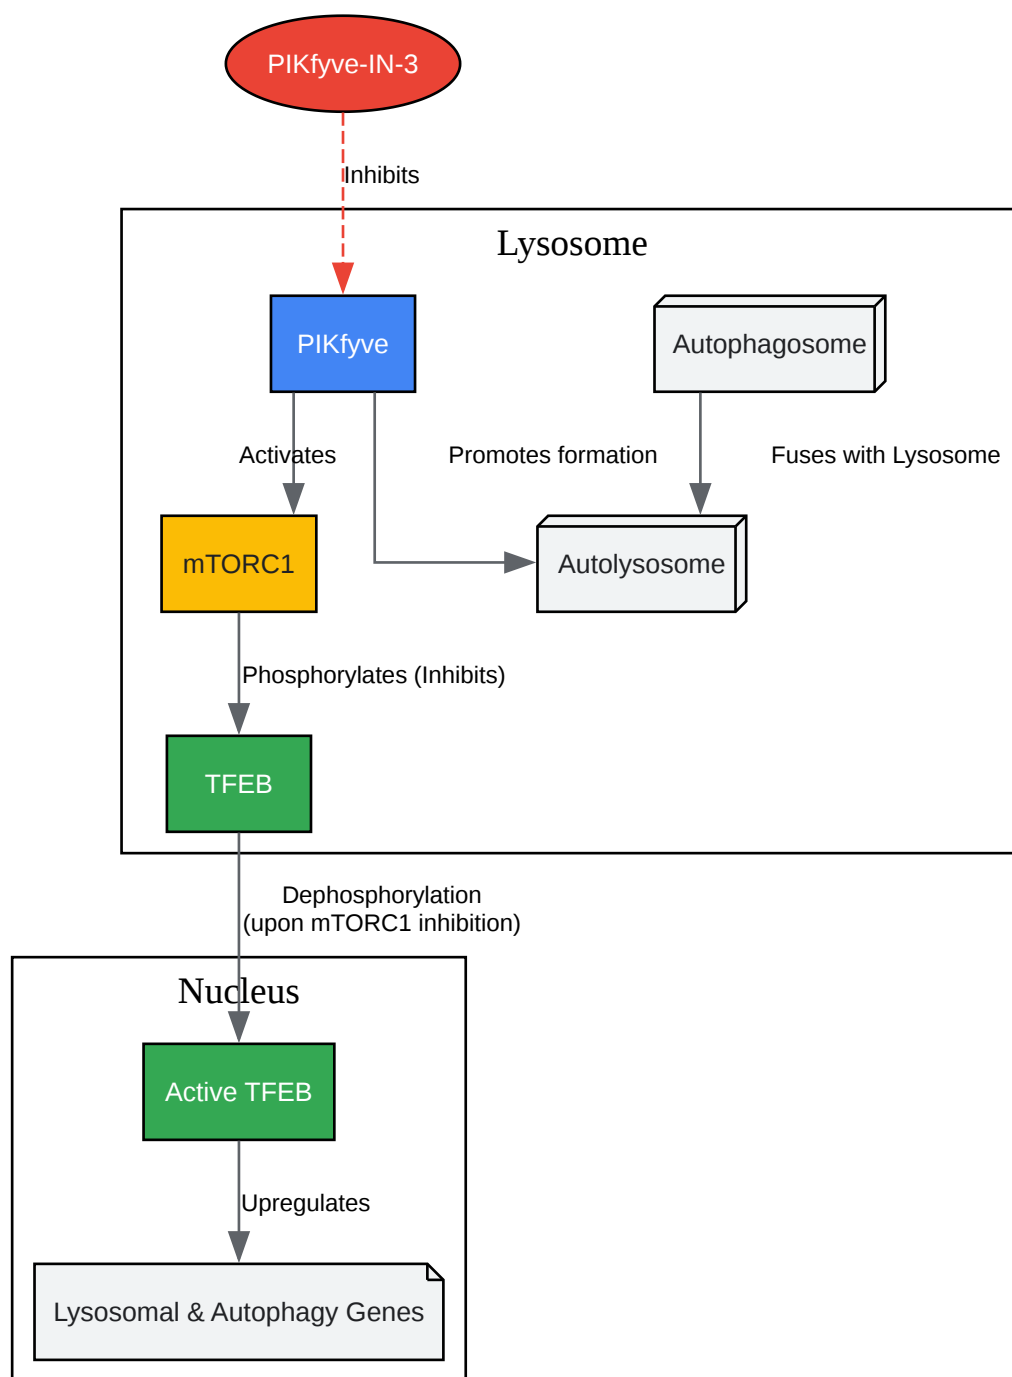 PIKfyve-IN-3
Inhibits
Lysosome
PIKfyve
Autophagosome
Activates
Promotes formation
Fuses with Lysosome
mTORC1
Autolysosome
Phosphorylates (Inhibits)
TFEB
Dephosphorylation
(upon mTORC1 inhibition)
Nucleus
Active TFEB
Upregulates
Lysosomal & Autophagy Genes